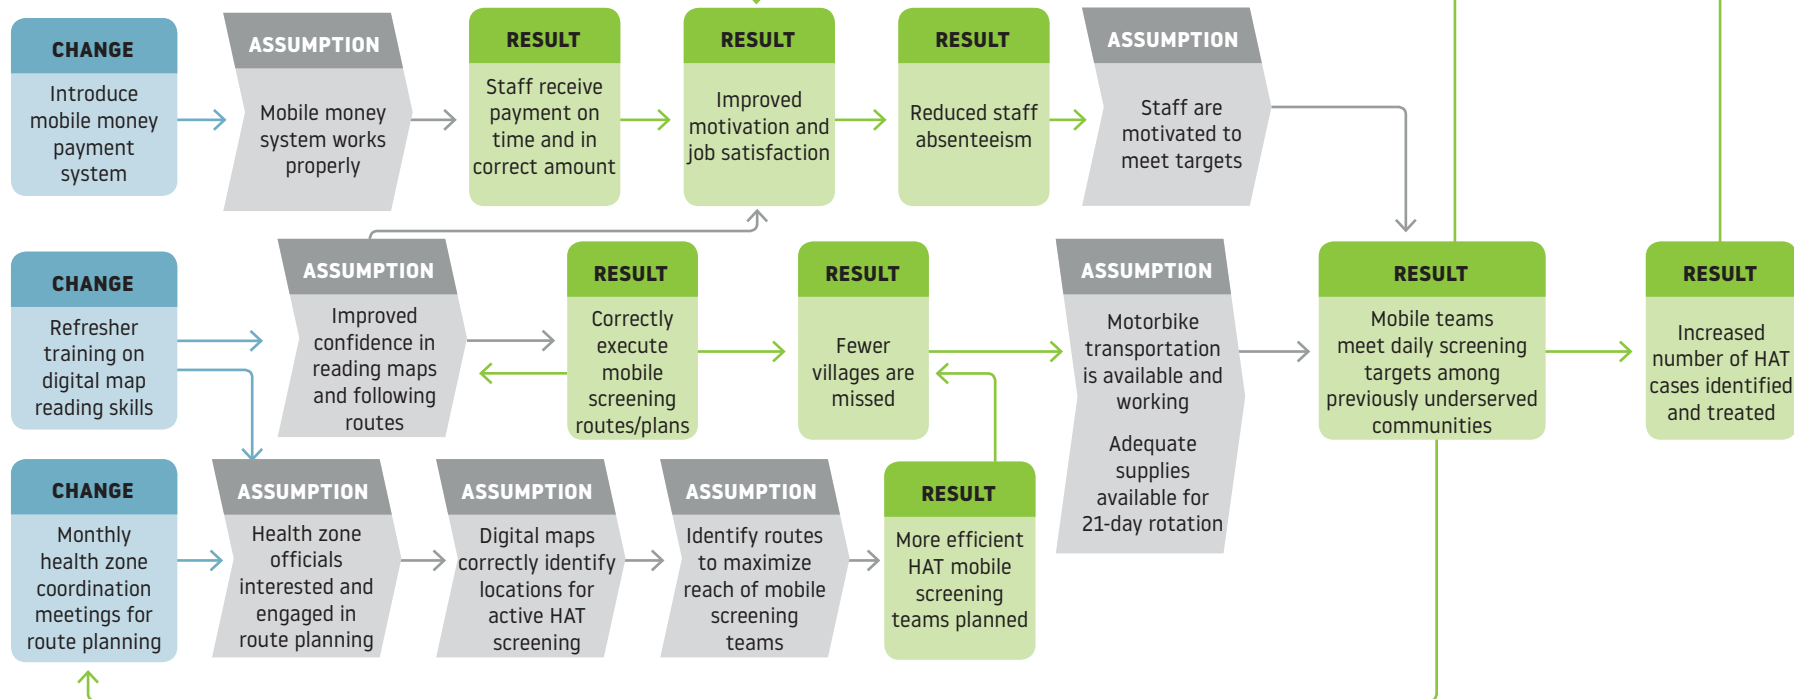 CHANGE
Introduce
mobile money
payment
system
ASSUMPTION
Mobile money
system works
properly
RESULT
Staff receive
payment on
time and in
correct amount
RESULT
Improved
motivation and
job satisfaction
RESULT
Reduced staff
absenteeism
ASSUMPTION
Staff are
motivated to
meet targets
CHANGE
Refresher
training on
digital map
reading skills
ASSUMPTION
Improved
confidence in
reading maps
and following
routes
RESULT
Correctly
execute
mobile
screening
routes/plans
RESULT
Fewer
villages are
missed
ASSUMPTION
Motorbike
transportation
is available and
working
Adequate
supplies
available for
21-day rotation
RESULT
Mobile teams
meet daily screening
targets among
previously underserved
communities
RESULT
Increased
number of HAT
cases identified
and treated
CHANGE
Monthly
health zone
coordination
meetings for
route planning
ASSUMPTION
Health zone
officials
interested and
engaged in
route planning
ASSUMPTION
Digital maps
correctly identify
locations for
active HAT
screening
ASSUMPTION
Identify routes
to maximize
reach of mobile
screening
teams
RESULT
More efficient
HAT mobile
screening
teams planned